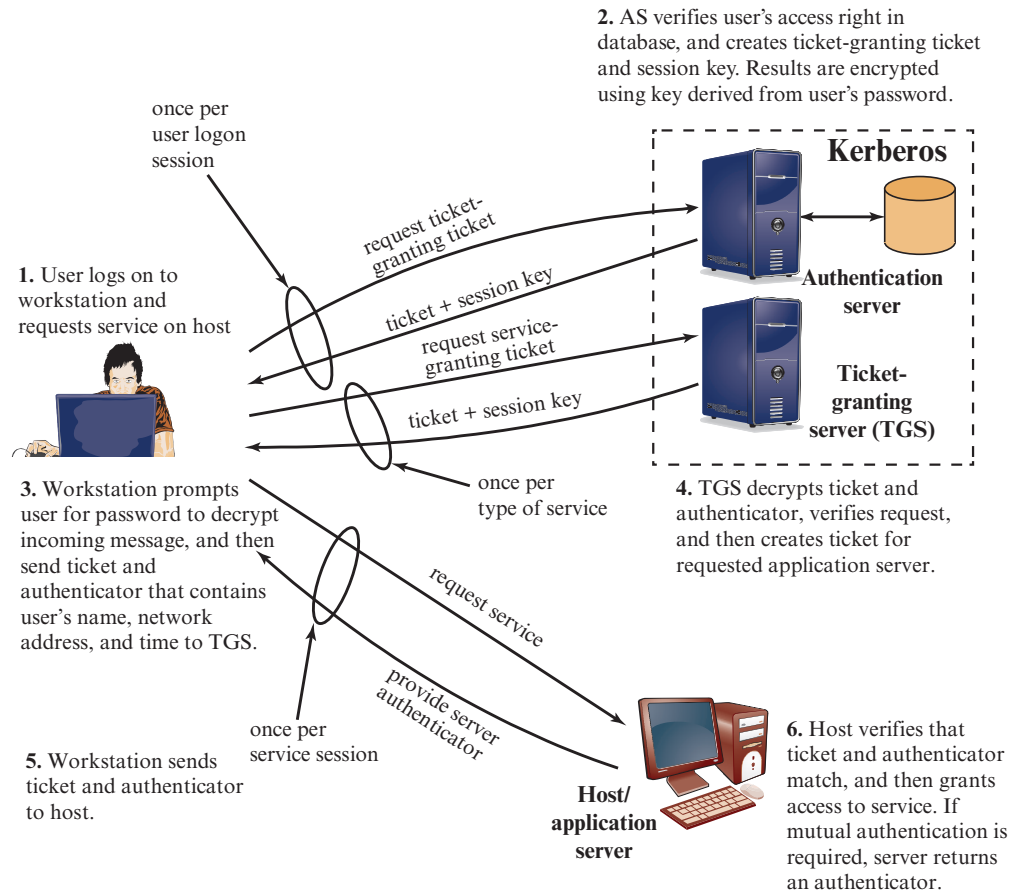 2. AS verifies user’s access right in
database, and creates ticket-granting ticket
and session key. Results are encrypted
using key derived from user’s password.
once per
user logon
session
Kerberos
request ticket-
granting ticket
1. User logs on to
workstation and
requests service on host
ticket + session key
Authentication
server
request service-
granting ticket
ticket + session key
Ticket-
granting
server (TGS)
once per
type of service
3. Workstation prompts
user for password to decrypt
incoming message, and then
send ticket and
authenticator that contains
user’s name, network
address, and time to TGS.
4. TGS decrypts ticket and
authenticator, verifies request,
and then creates ticket for
requested application server.
request service
provide server
authenticator
once per
service session
5. Workstation sends
ticket and authenticator
to host.
Host/
application
server
6. Host verifies that
ticket and authenticator
match, and then grants
access to service. If
mutual authentication is
required, server returns
an authenticator.